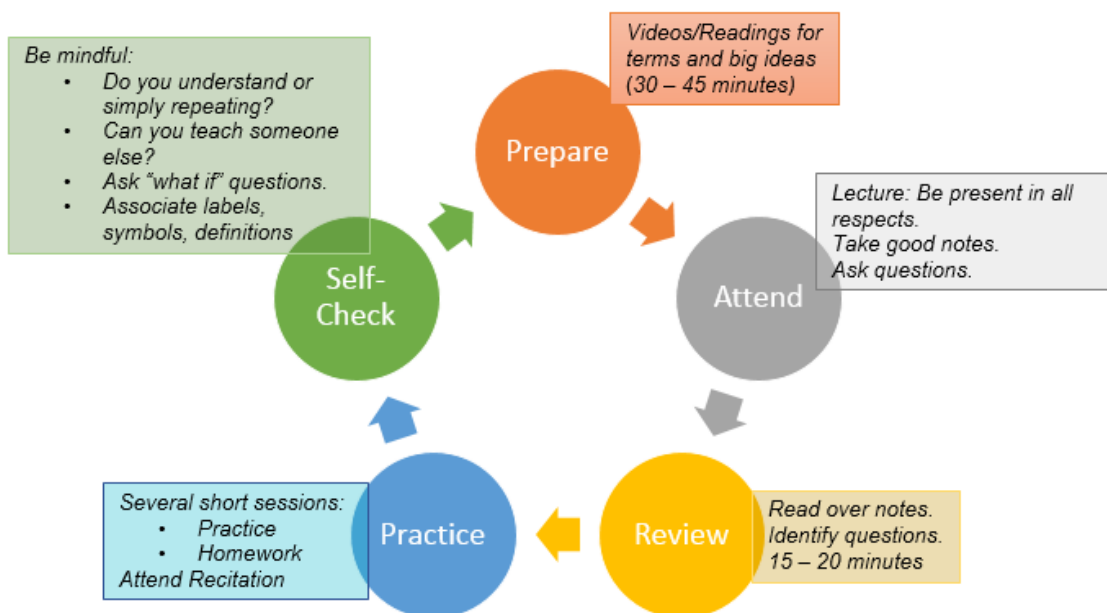 Be mindful:
• Do you understand or
simply repeating?
• Can you teach someone
else?
• Ask “what if” questions.
• Associate labels,
symbols, definitions
Videos/Readings for
terms and big ideas
(30 – 45 minutes)
Prepare
Lecture: Be present in all
respects.
Take good notes.
Ask questions.
Attend
Self-
Check
Several short sessions:
• Practice
• Homework
Attend Recitation
Practice
Review
Read over notes.
Identify questions.
15 – 20 minutes